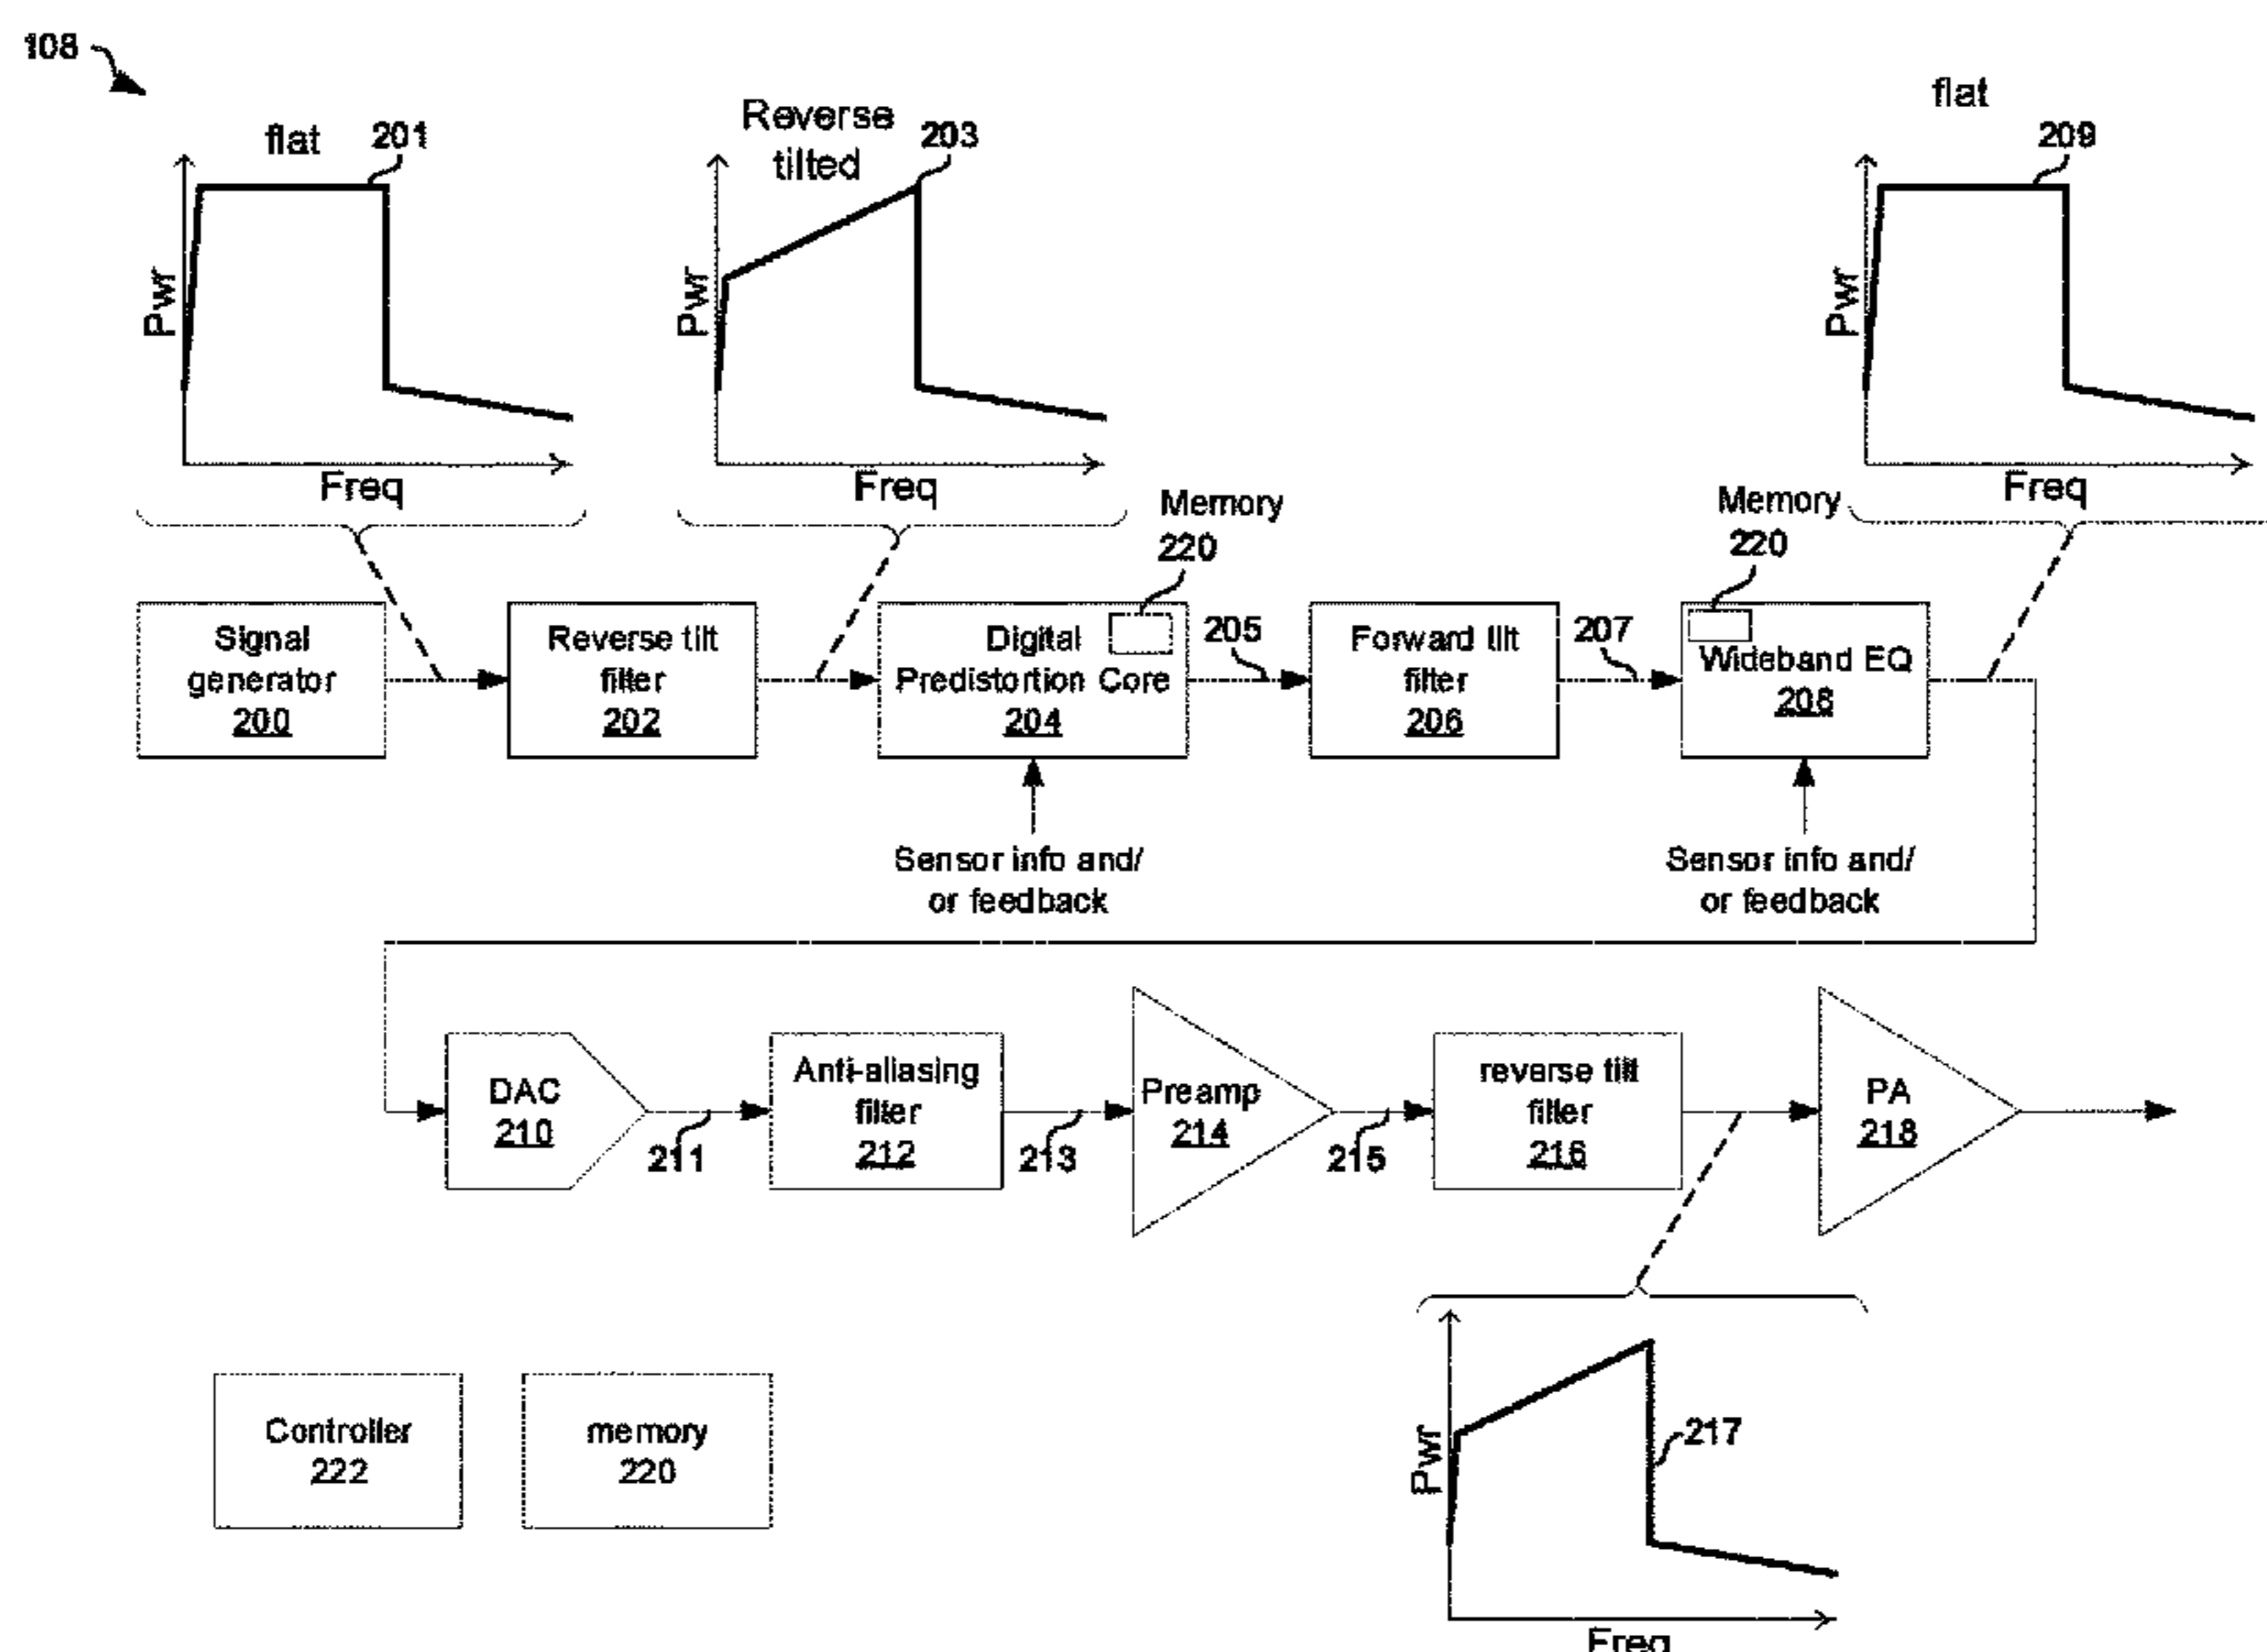 108
flat 201
Reverse
tilted
203
flat
209
Pwr
Freq
Pwr
Freq
Pwr
Freq
Memory
220
Memory
220
Signal
generator
200
Reverse tilt
filter
202
Digital
Predistortion Core
204
205
Forward tilt
filter
206
207
Wideband EQ
208
Sensor info and/
or feedback
Sensor info and/
or feedback
DAC
210
211
Anti-aliasing
filter
212
213
Preamp
214
215
reverse tilt
filter
216
PA
218
Controller
222
memory
220
Pwr
217
Freq